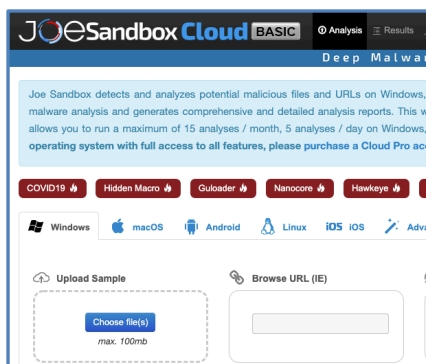 JOeSandbox Cloud BASIC Analysis Results
Deep Malwa
Joe Sandbox detects and analyzes potential malicious files and URLs on Windows,
malware analysis and generates comprehensive and detailed analysis reports. This w
allows you to run a maximum of 15 analyses / month, 5 analyses / day on Windows,
operating system with full access to all features, please purchase a Cloud Pro acc
COVID19 Hidden Macro Guloader Nanocore Hawkeye
Windows macOS Android Linux iOS iOS Adva
Upload Sample Browse URL (IE)
Choose file(s)
max. 100mb